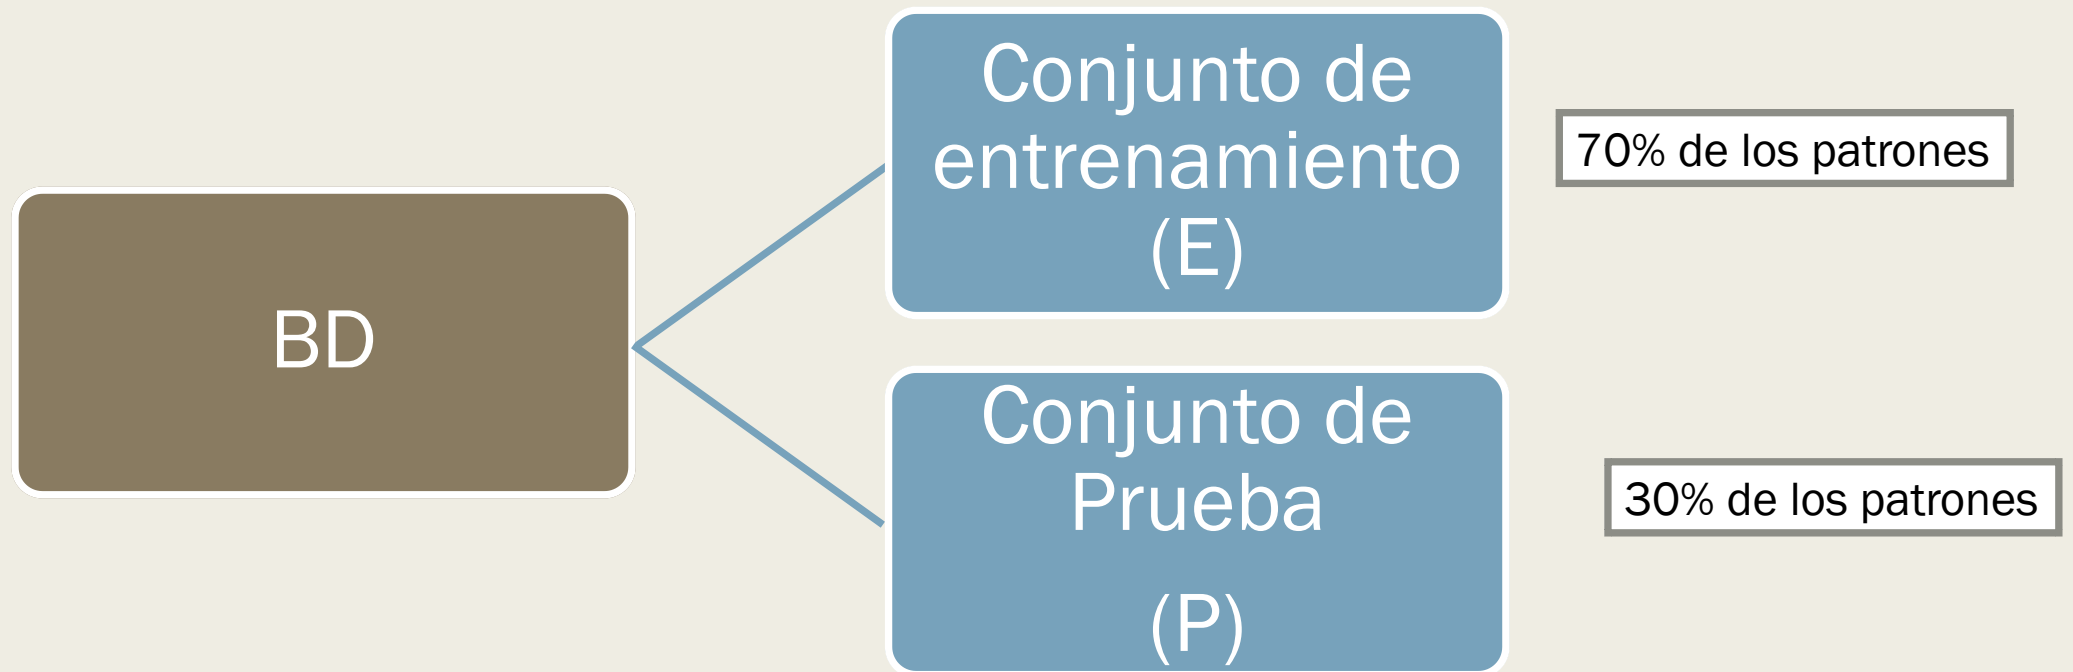 BD
Conjunto de
entrenamiento
(E)
70% de los patrones
Conjunto de
Prueba
(P)
30% de los patrones